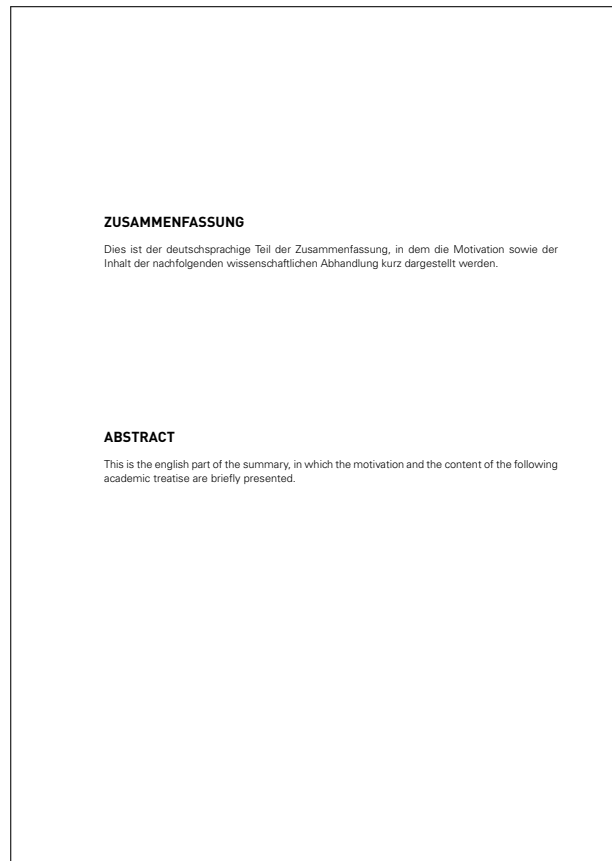 ZUSAMMENFASSUNG
Dies ist der deutschsprachige Teil der Zusammenfassung, in dem die Motivation sowie der
Inhalt der nachfolgenden wissenschaftlichen Abhandlung kurz dargestellt werden.
ABSTRACT
This is the english part of the summary, in which the motivation and the content of the following
academic treatise are briefly presented.